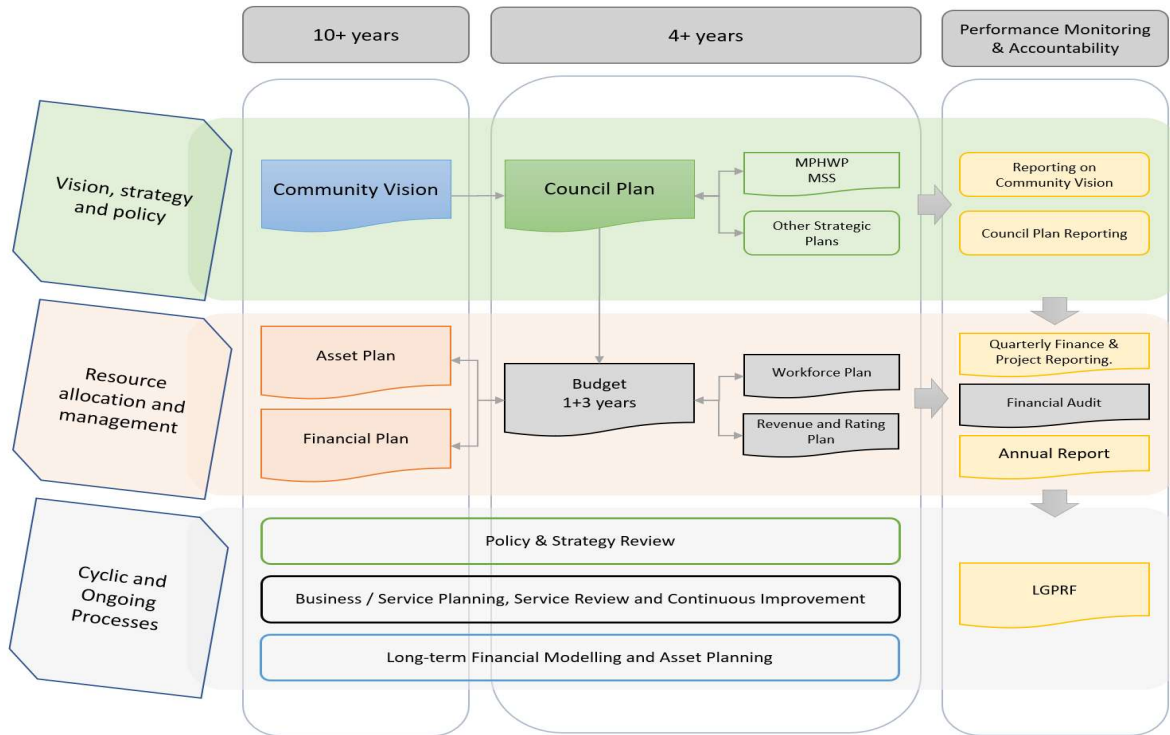 10+ years
4+ years
Performance Monitoring
& Accountability
Vision, strategy
and policy
Community Vision
Council Plan
MPHWP
MSS
Other Strategic
Plans
Reporting on
Community Vision
Council Plan Reporting
Resource
allocation and
management
Asset Plan
Financial Plan
Budget
1+3 years
Workforce Plan
Revenue and Rating
Plan
Quarterly Finance &
Project Reporting.
Financial Audit
Annual Report
Cyclic and
Ongoing
Processes
Policy & Strategy Review
Business / Service Planning, Service Review and Continuous Improvement
Long-term Financial Modelling and Asset Planning
LGPRF